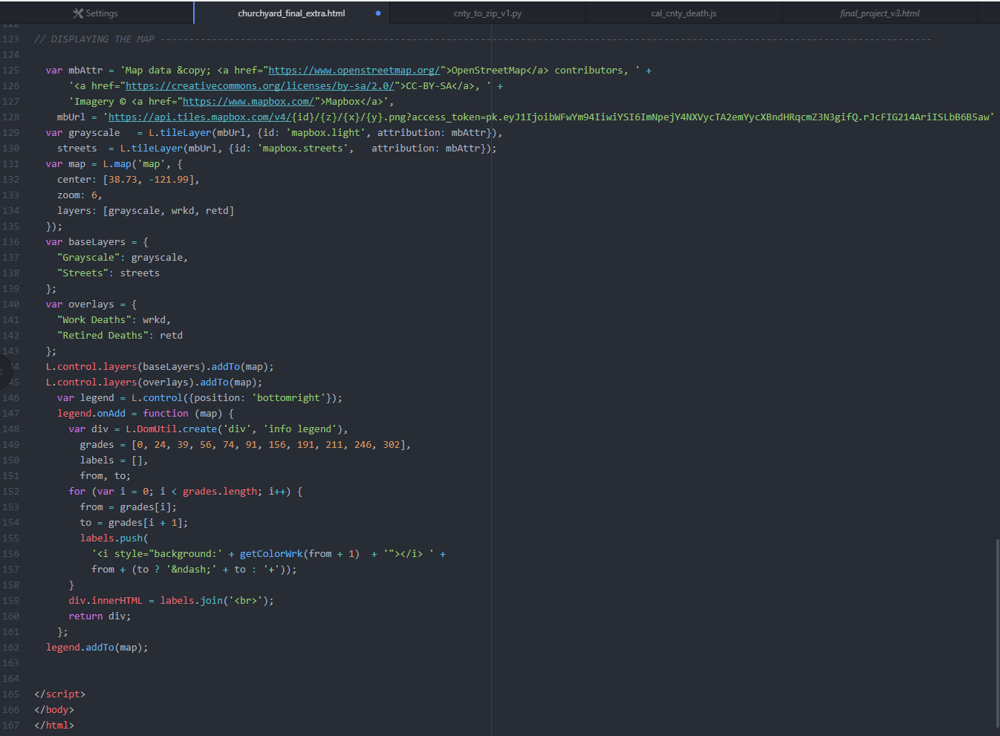 Settings churchyard_final_extra.html cnty_to_zip_v1.py cal_cnty_death.js final_project_v3.html
122
123 // DISPLAYING THE MAP ---------------------------------------------------------------------------------------------------------------------------------------
124
125   var mbAttr = 'Map data &copy; <a href="https://www.openstreetmap.org/">OpenStreetMap</a> contributors, ' +
126       '<a href="https://creativecommons.org/licenses/by-sa/2.0/">CC-BY-SA</a>, ' +
127       'Imagery © <a href="https://www.mapbox.com/">Mapbox</a>',
128     mbUrl = 'https://api.tiles.mapbox.com/v4/{id}/{z}/{x}/{y}.png?access_token=pk.eyJ1IjoibWFwYm94IiwiYSI6ImNpejY4NXVycTA2emYycXBndHRqcmZ3N3gifQ.rJcFIG214AriISLbB6B5aw'
129   var grayscale   = L.tileLayer(mbUrl, {id: 'mapbox.light', attribution: mbAttr}),
130     streets  = L.tileLayer(mbUrl, {id: 'mapbox.streets',   attribution: mbAttr});
131   var map = L.map('map', {
132     center: [38.73, -121.99],
133     zoom: 6,
134     layers: [grayscale, wrkd, retd]
135   });
136   var baseLayers = {
137     "Grayscale": grayscale,
138     "Streets": streets
139   };
140   var overlays = {
141     "Work Deaths": wrkd,
142     "Retired Deaths": retd
143   };
44   L.control.layers(baseLayers).addTo(map);
45   L.control.layers(overlays).addTo(map);
146     var legend = L.control({position: 'bottomright'});
147     legend.onAdd = function (map) {
148       var div = L.DomUtil.create('div', 'info legend'),
149         grades = [0, 24, 39, 56, 74, 91, 156, 191, 211, 246, 302],
150         labels = [],
151         from, to;
152       for (var i = 0; i < grades.length; i++) {
153         from = grades[i];
154         to = grades[i + 1];
155         labels.push(
156           '<i style="background:' + getColorWrk(from + 1)  + '"></i> ' +
157           from + (to ? '&ndash;' + to : '+'));
158       }
159       div.innerHTML = labels.join('<br>');
160       return div;
161     };
162   legend.addTo(map);
163
164
165 </script>
166 </body>
167 </html>